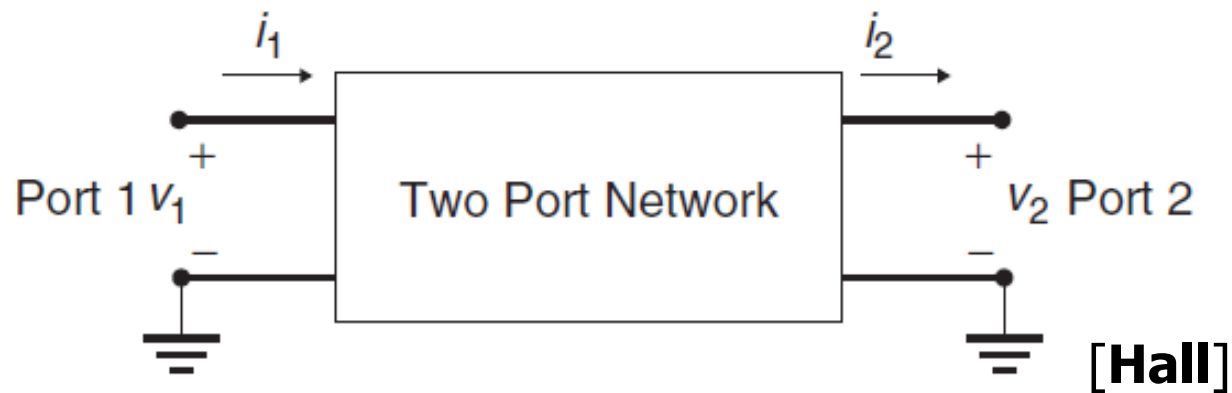 i1 i2
+ +
Port 1 v1 Two Port Network v2 Port 2
− −
[Hall]